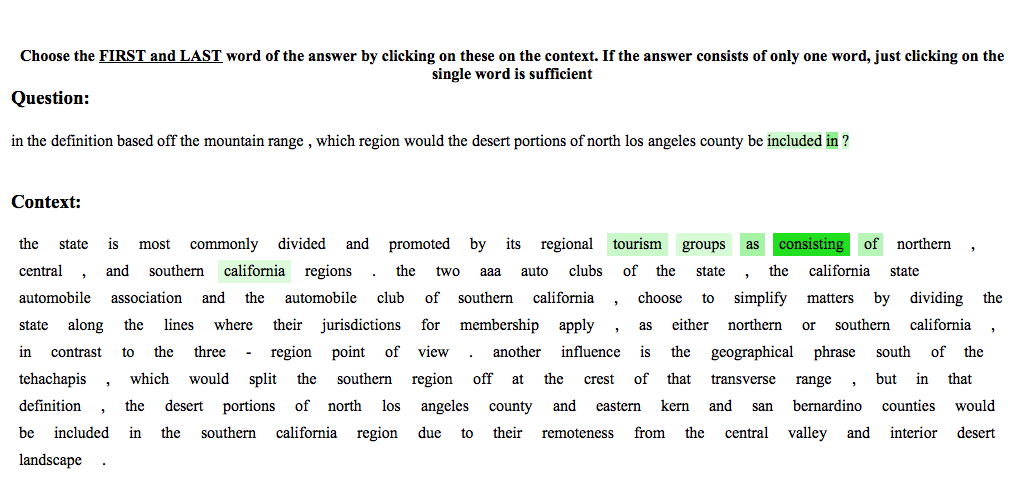 Choose the FIRST and LAST word of the answer by clicking on these on the context. If the answer consists of only one word, just clicking on the
single word is sufficient
Question:
in the definition based off the mountain range , which region would the desert portions of north los angeles county be included in ?
Context:
the state is most commonly divided and promoted by its regional tourism groups as consisting of northern ,
central , and southern california regions . the two aaa auto clubs of the state , the california state
automobile association and the automobile club of southern california , choose to simplify matters by dividing the
state along the lines where their jurisdictions for membership apply , as either northern or southern california ,
in contrast to the three - region point of view . another influence is the geographical phrase south of the
tehachapis , which would split the southern region off at the crest of that transverse range , but in that
definition , the desert portions of north los angeles county and eastern kern and san bernardino counties would
be included in the southern california region due to their remoteness from the central valley and interior desert
landscape .